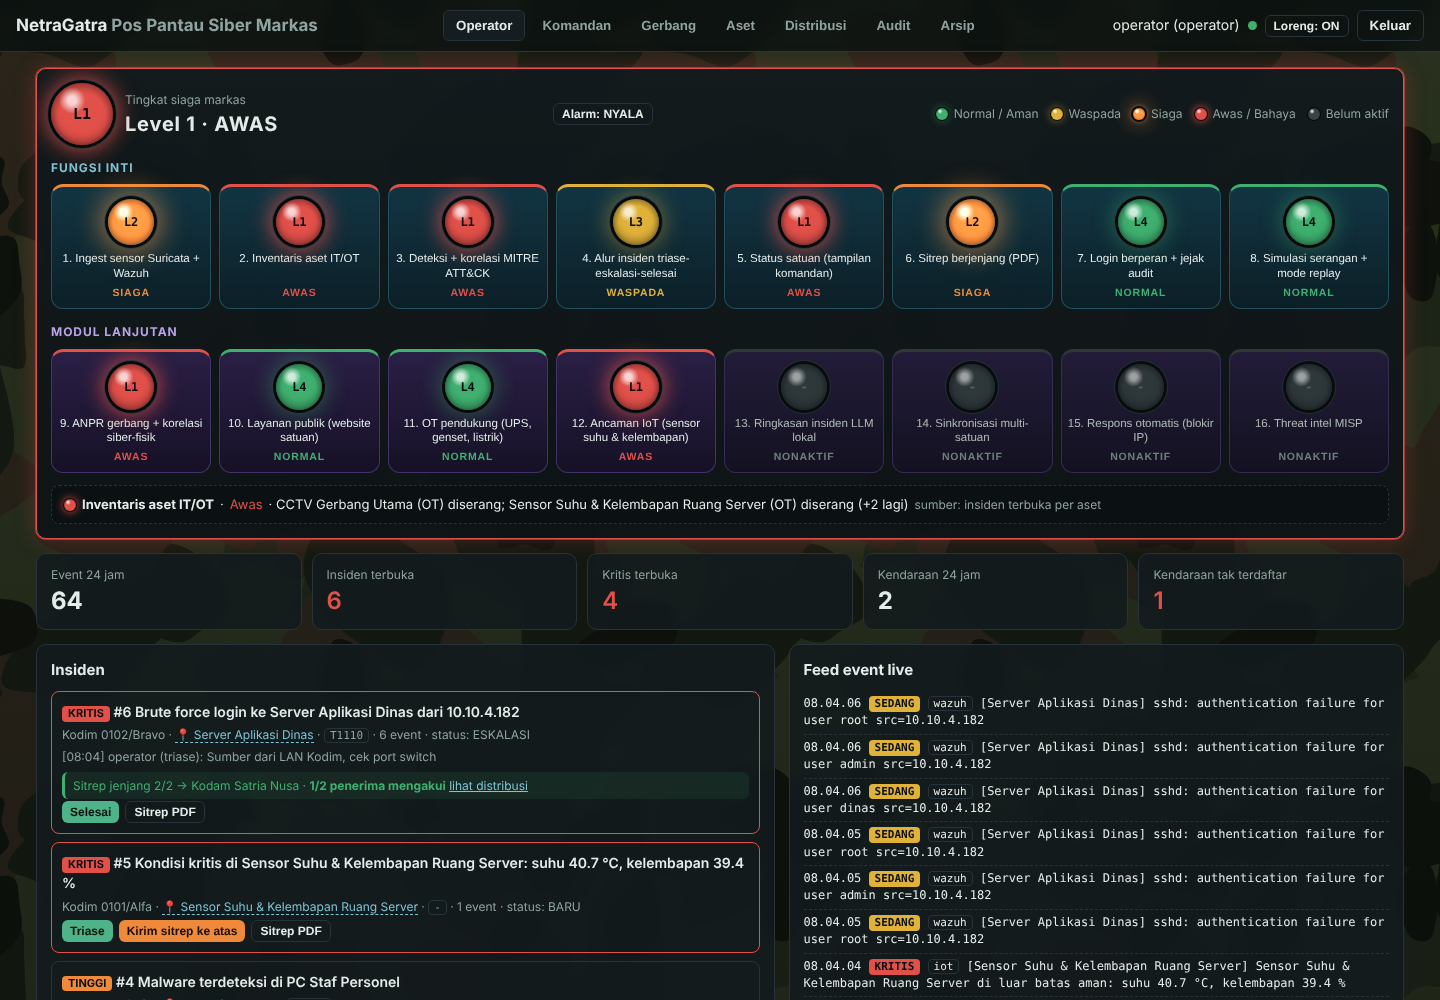 NetraGatra Pos Pantau Siber Markas
Operator Komandan Gerbang Aset Distribusi Audit Arsip
operator (operator) Loreng: ON Keluar
L1
Tingkat siaga markas
Level 1 · AWAS
Alarm: NYALA
Normal / Aman Waspada Siaga Awas / Bahaya Belum aktif
FUNGSI INTI
L2
1. Ingest sensor Suricata +
Wazuh
SIAGA
L1
2. Inventaris aset IT/OT
AWAS
L1
3. Deteksi + korelasi MITRE
ATT&CK
AWAS
L3
4. Alur insiden triase-
eskalasi-selesai
WASPADA
L1
5. Status satuan (tampilan
komandan)
AWAS
L2
6. Sitrep berjenjang (PDF)
SIAGA
L4
7. Login berperan + jejak
audit
NORMAL
L4
8. Simulasi serangan +
mode replay
NORMAL
MODUL LANJUTAN
L1
9. ANPR gerbang + korelasi
siber-fisik
AWAS
L4
10. Layanan publik (website
satuan)
NORMAL
L4
11. OT pendukung (UPS,
genset, listrik)
NORMAL
L1
12. Ancaman IoT (sensor
suhu & kelembapan)
AWAS
-
13. Ringkasan insiden LLM
lokal
NONAKTIF
-
14. Sinkronisasi multi-
satuan
NONAKTIF
-
15. Respons otomatis (blokir
IP)
NONAKTIF
-
16. Threat intel MISP
NONAKTIF
Inventaris aset IT/OT · Awas · CCTV Gerbang Utama (OT) diserang; Sensor Suhu & Kelembapan Ruang Server (OT) diserang (+2 lagi) sumber: insiden terbuka per aset
Event 24 jam
64
Insiden terbuka
6
Kritis terbuka
4
Kendaraan 24 jam
2
Kendaraan tak terdaftar
1
Insiden
KRITIS #6 Brute force login ke Server Aplikasi Dinas dari 10.10.4.182
Kodim 0102/Bravo · 📍 Server Aplikasi Dinas · T1110 · 6 event · status: ESKALASI
[08:04] operator (triase): Sumber dari LAN Kodim, cek port switch
Sitrep jenjang 2/2 → Kodam Satria Nusa · 1/2 penerima mengakui lihat distribusi
Selesai Sitrep PDF
KRITIS #5 Kondisi kritis di Sensor Suhu & Kelembapan Ruang Server: suhu 40.7 °C, kelembapan 39.4
%
Kodim 0101/Alfa · 📍 Sensor Suhu & Kelembapan Ruang Server · - · 1 event · status: BARU
Triase Kirim sitrep ke atas Sitrep PDF
TINGGI #4 Malware terdeteksi di PC Staf Personel
Feed event live
08.04.06 SEDANG wazuh [Server Aplikasi Dinas] sshd: authentication failure for
user root src=10.10.4.182
08.04.06 SEDANG wazuh [Server Aplikasi Dinas] sshd: authentication failure for
user admin src=10.10.4.182
08.04.06 SEDANG wazuh [Server Aplikasi Dinas] sshd: authentication failure for
user dinas src=10.10.4.182
08.04.05 SEDANG wazuh [Server Aplikasi Dinas] sshd: authentication failure for
user root src=10.10.4.182
08.04.05 SEDANG wazuh [Server Aplikasi Dinas] sshd: authentication failure for
user admin src=10.10.4.182
08.04.05 SEDANG wazuh [Server Aplikasi Dinas] sshd: authentication failure for
user root src=10.10.4.182
08.04.04 KRITIS iot [Sensor Suhu & Kelembapan Ruang Server] Sensor Suhu &
Kelembapan Ruang Server di luar batas aman: suhu 40.7 °C, kelembapan 39.4 %